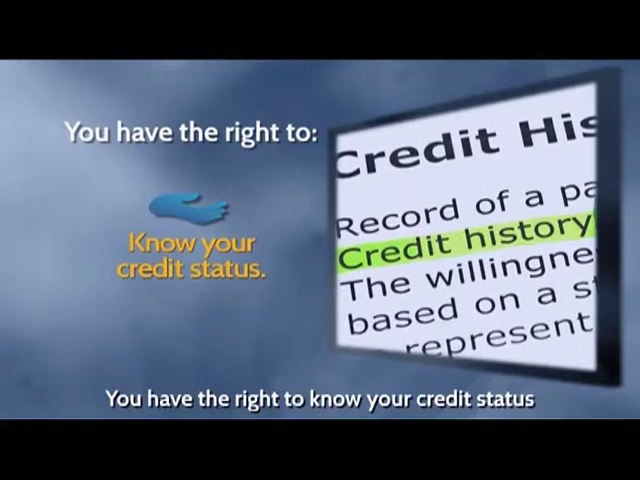 You have the right to:
Know your
credit status.
Credit His
Record of a pa
Credit history
The willingne
based on a s
represent
You have the right to know your credit status